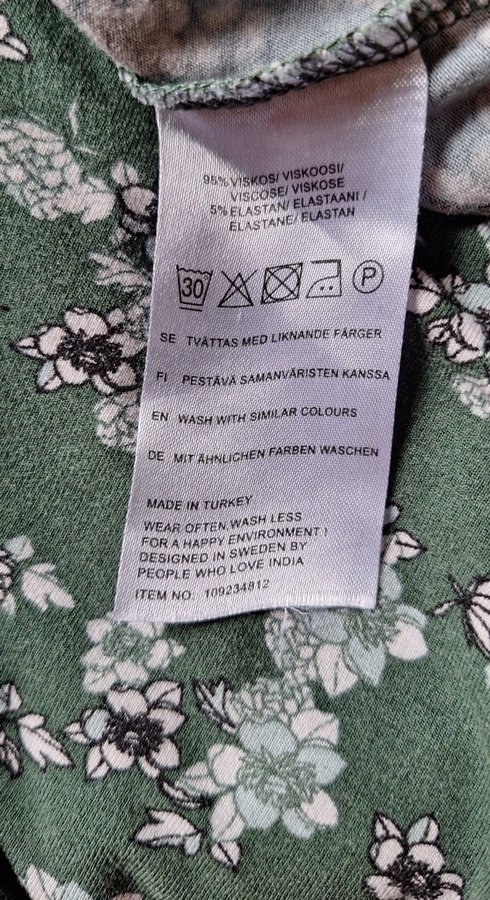 95% VISKOS/ VISKOOSI/
VISCOSE/ VISKOSE
5% ELASTAN/ ELASTAANI/
ELASTANE/ ELASTAN
30 P
SE TVÄTTAS MED LIKNANDE FÄRGER
FI PESTÄVÄ SAMANVÄRISTEN KANSSA
EN WASH WITH SIMILAR COLOURS
DE MIT ÄHNLICHEN FARBEN WASCHEN
MADE IN TURKEY
WEAR OFTEN, WASH LESS
FOR A HAPPY ENVIRONMENT !
DESIGNED IN SWEDEN BY
PEOPLE WHO LOVE INDIA
ITEM NO: 109234812